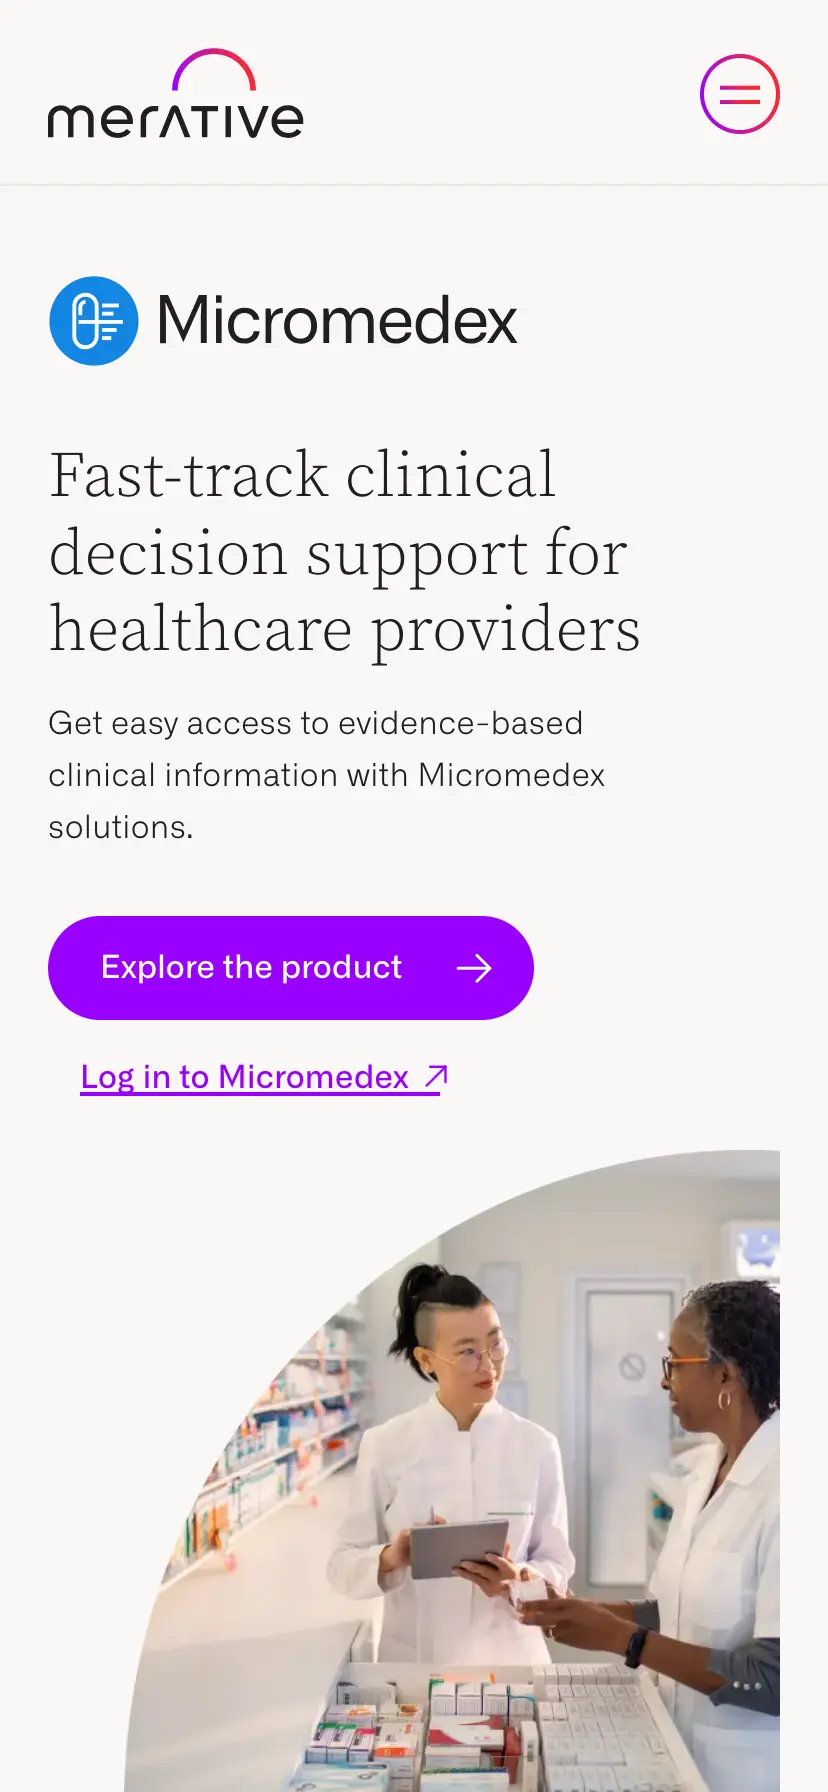 merative
Micromedex
Fast-track clinical
decision support for
healthcare providers
Get easy access to evidence-based
clinical information with Micromedex
solutions.
Explore the product
Log in to Micromedex